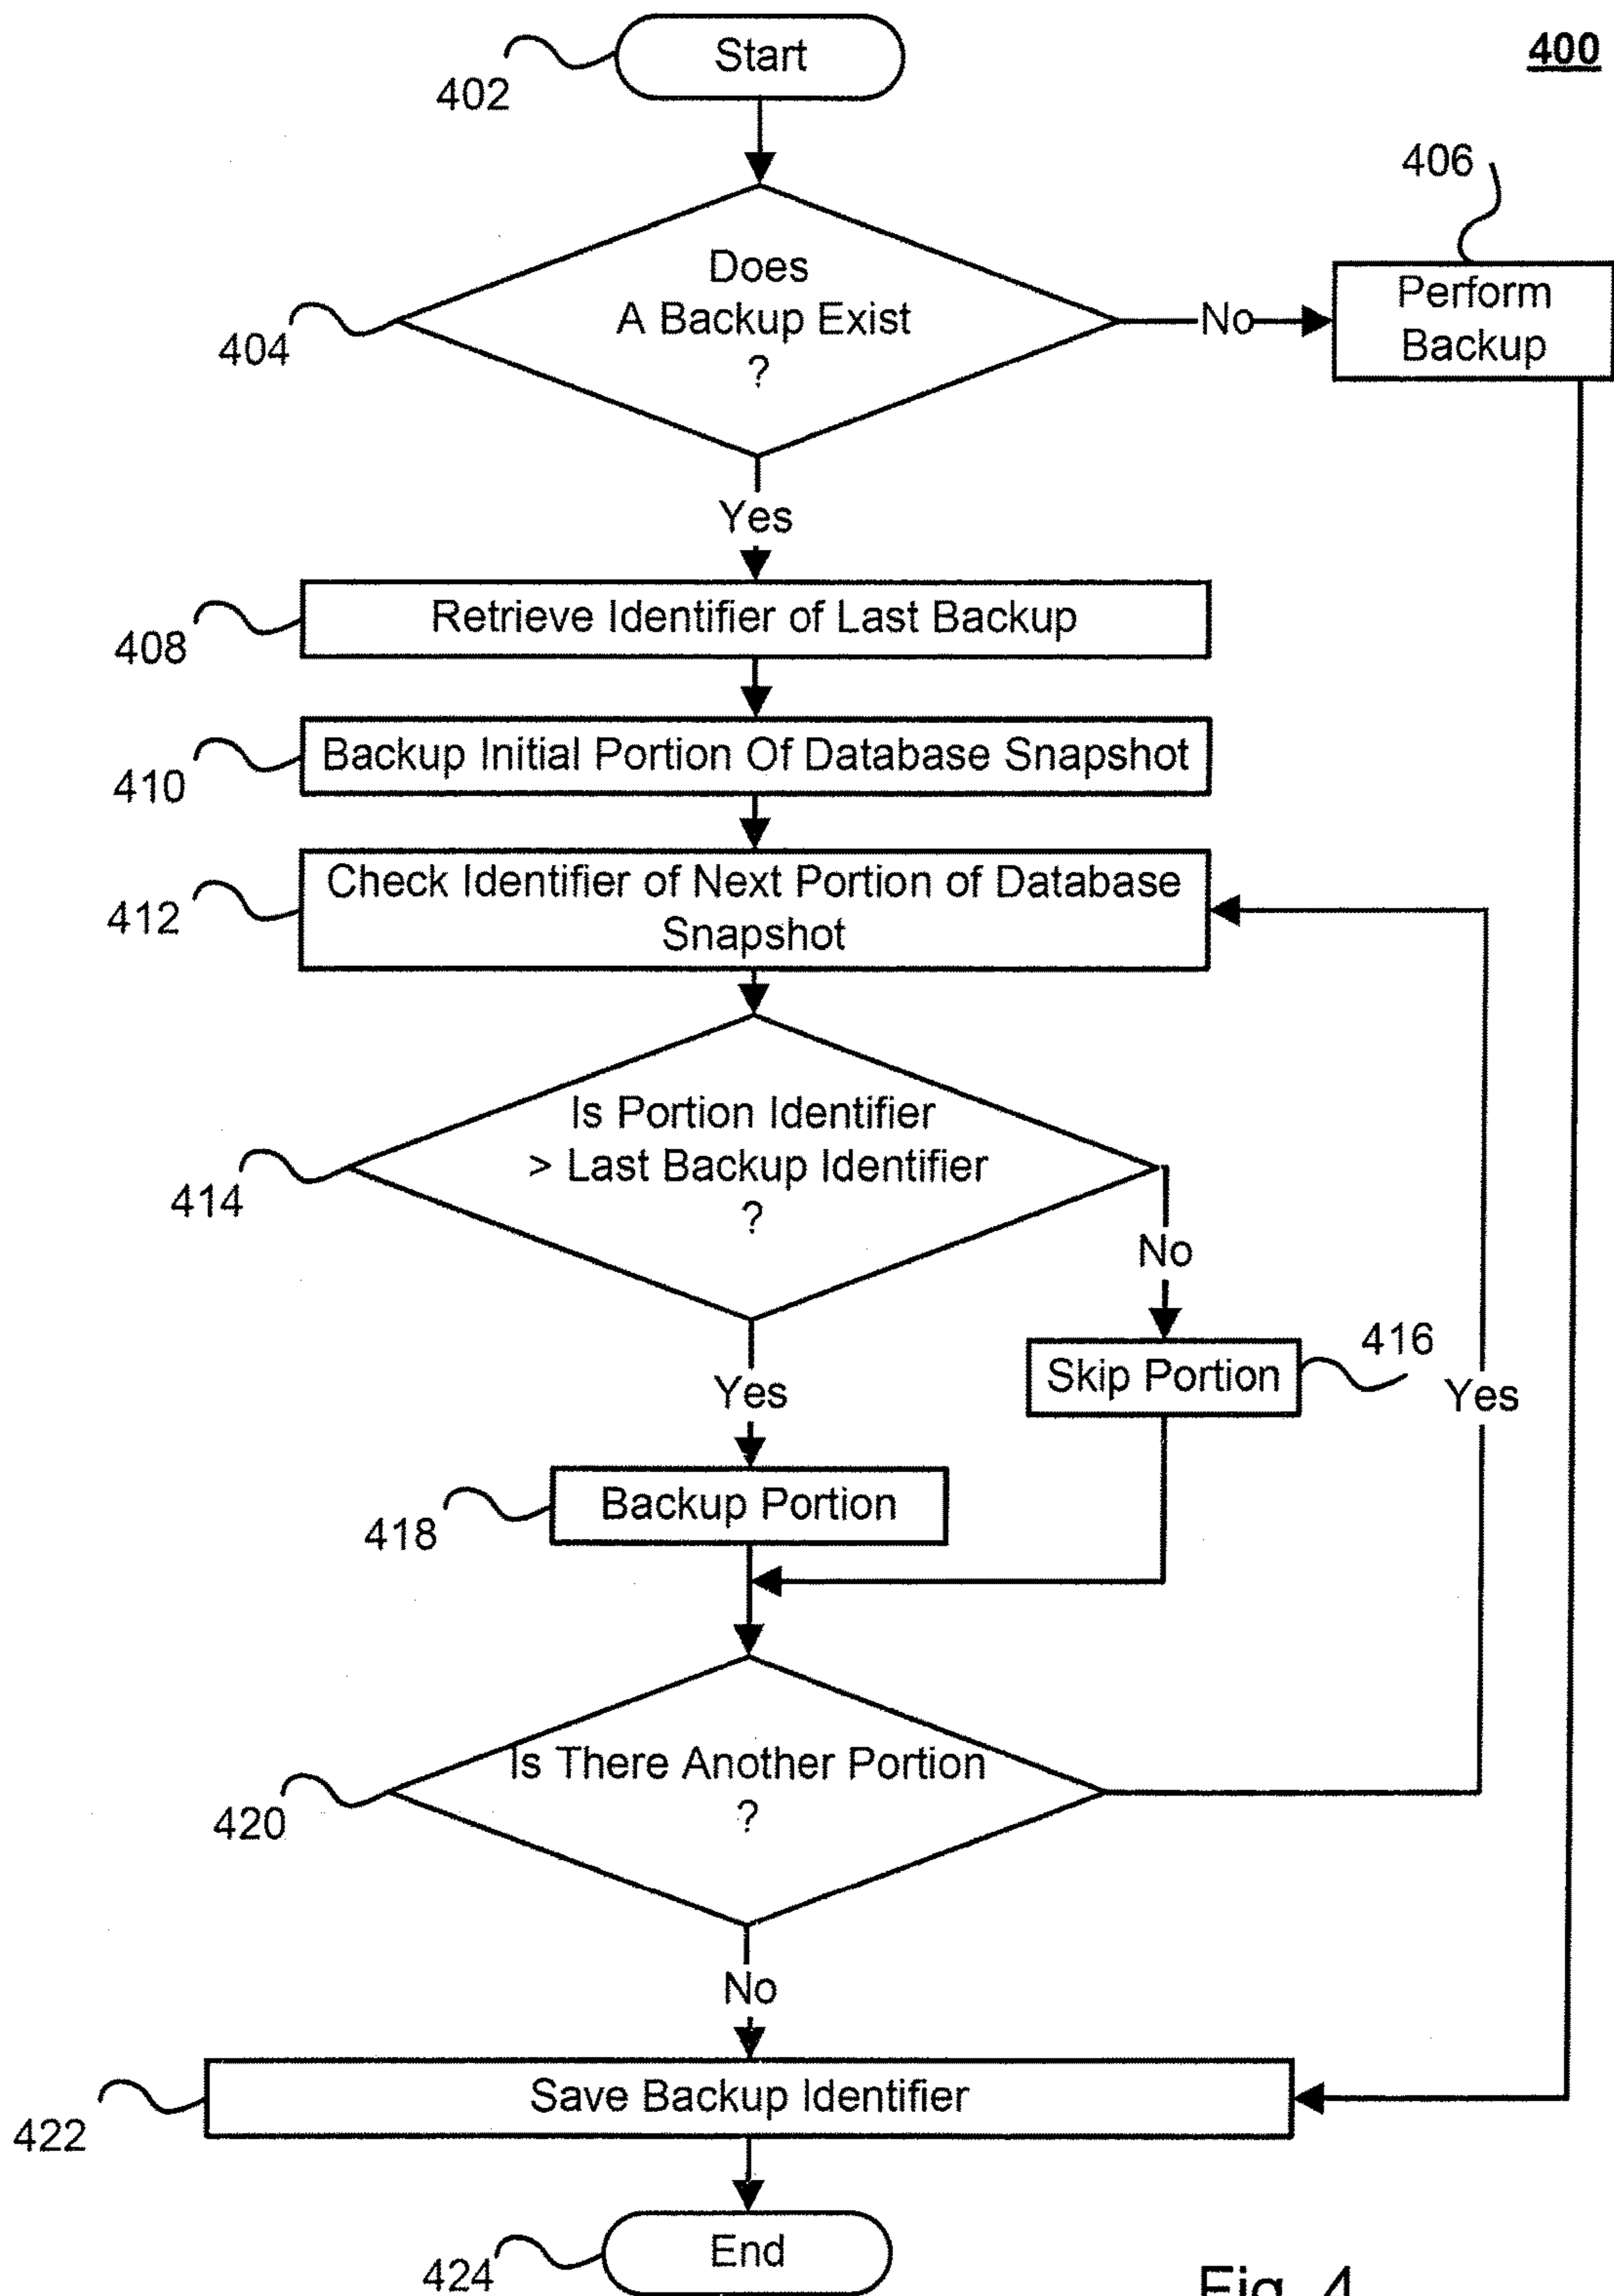 400
Start
402
406
Does
A Backup Exist
?
404
No
Perform
Backup
Yes
Retrieve Identifier of Last Backup
408
Backup Initial Portion Of Database Snapshot
410
Check Identifier of Next Portion of Database
Snapshot
412
Is Portion Identifier
> Last Backup Identifier
?
414
No
416
Skip Portion
Yes
Yes
Backup Portion
418
Is There Another Portion
?
420
No
Save Backup Identifier
422
End
424
Fig. 4